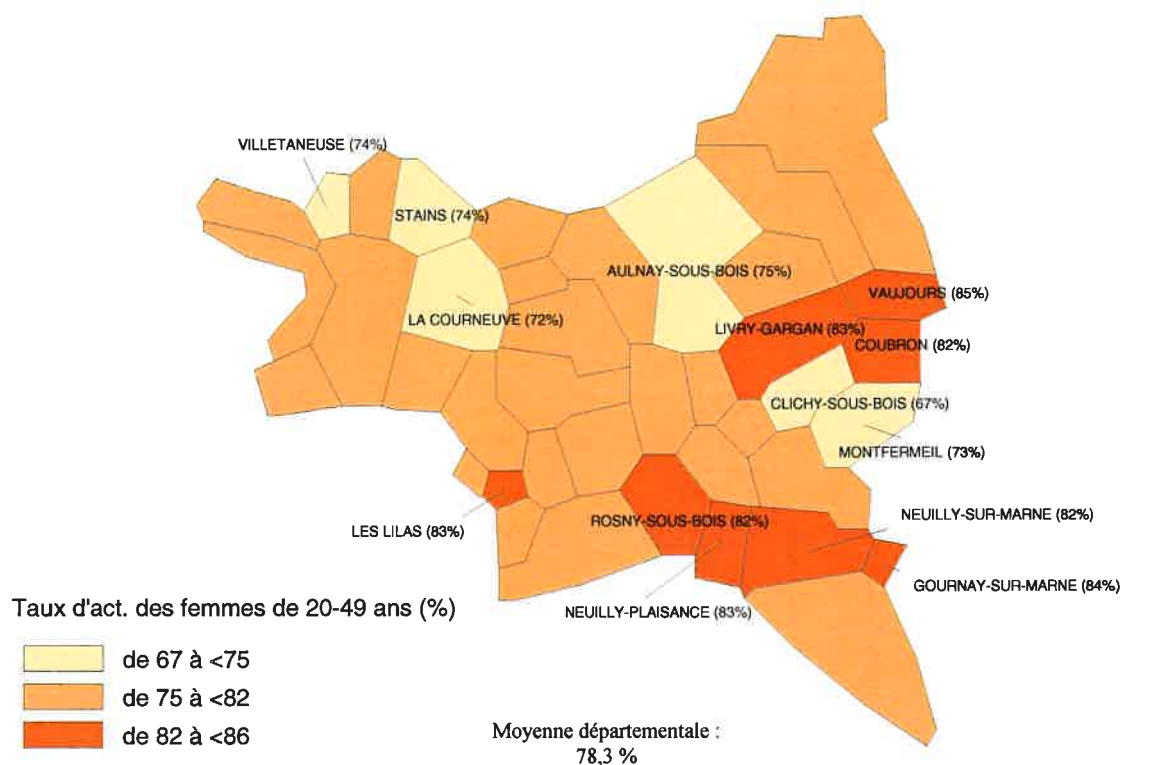 VILLETANEUSE (74%)
STAINS (74%)
AULNAY-SOUS-BOIS (75%)
VAUJOURS (85%)
LA COURNEUVE (72%)
LIVRY-GARGAN (83%)
COUBRON (82%)
CLICHY-SOUS-BOIS (67%)
MONTFERMEIL (73%)
NEUILLY-SUR-MARNE (82%)
ROSNY-SOUS-BOIS (82%)
LES LILAS (83%)
GOURNAY-SUR-MARNE (84%)
NEUILLY-PLAISANCE (83%)
Taux d'act. des femmes de 20-49 ans (%)
de 67 à <75
de 75 à <82
de 82 à <86
Moyenne départementale :
78,3 %